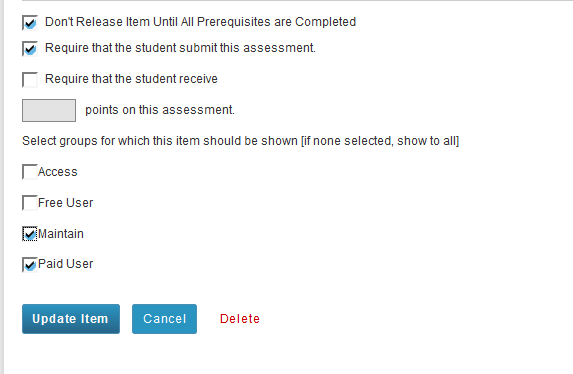 Don't Release Item Until All Prerequisites are Completed
Require that the student submit this assessment.
Require that the student receive
points on this assessment.
Select groups for which this item should be shown [if none selected, show to all]
Access
Free User
Maintain
Paid User
Update Item Cancel Delete